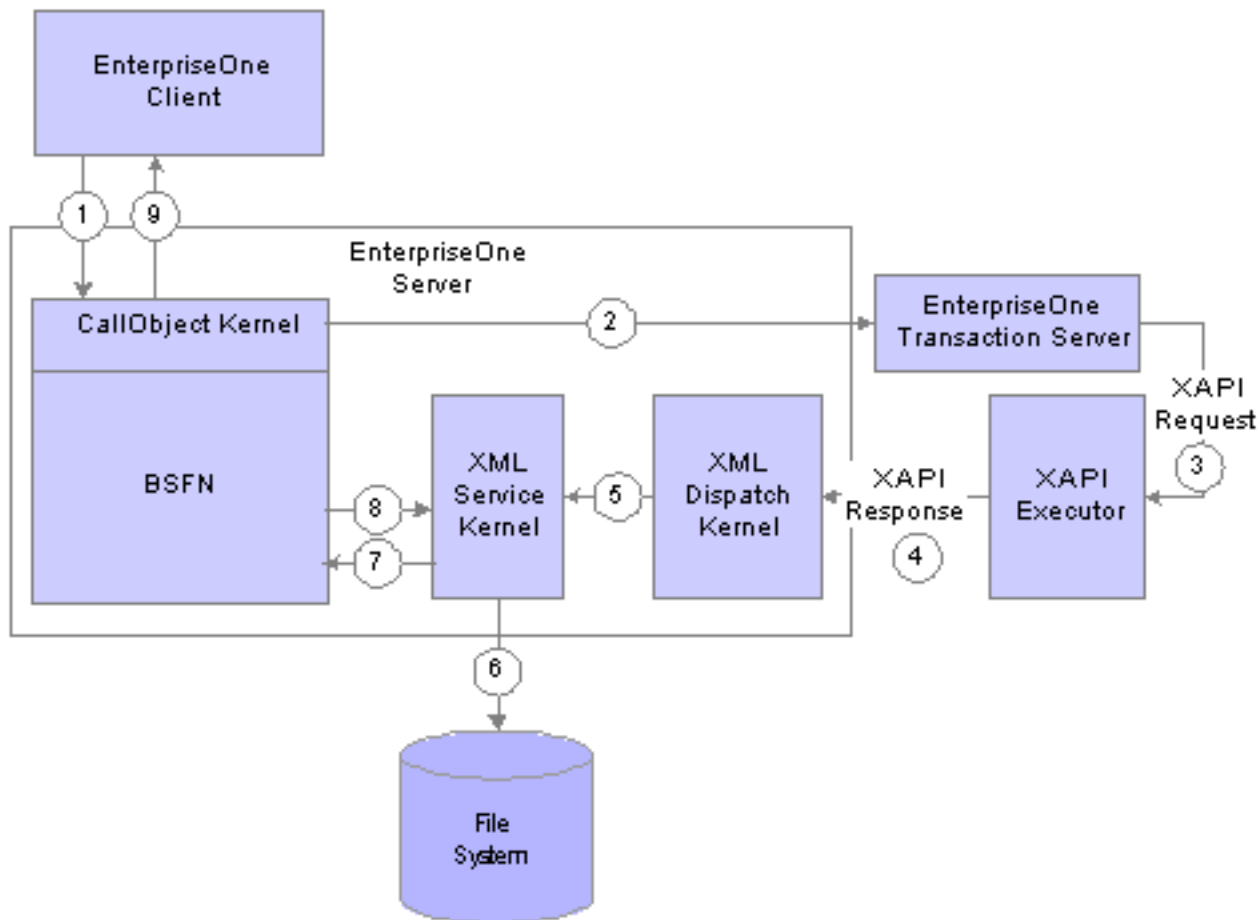 EnterpriseOne
Client
1
9
EnterpriseOne
Server
2
CallObject Kernel
EnterpriseOne
Transaction Server
XAPI
Request
3
BSFN
8
7
XML
Service
Kernel
5
XML
Dispatch
Kernel
XAPI
Response
4
XAPI
Executor
6
File
System